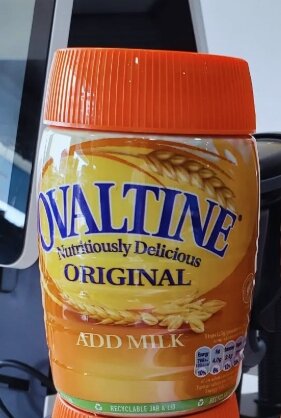 OVALTINE
Nutritiously Delicious
ORIGINAL
ADD MILK
RECYCLABLE JAR & LID